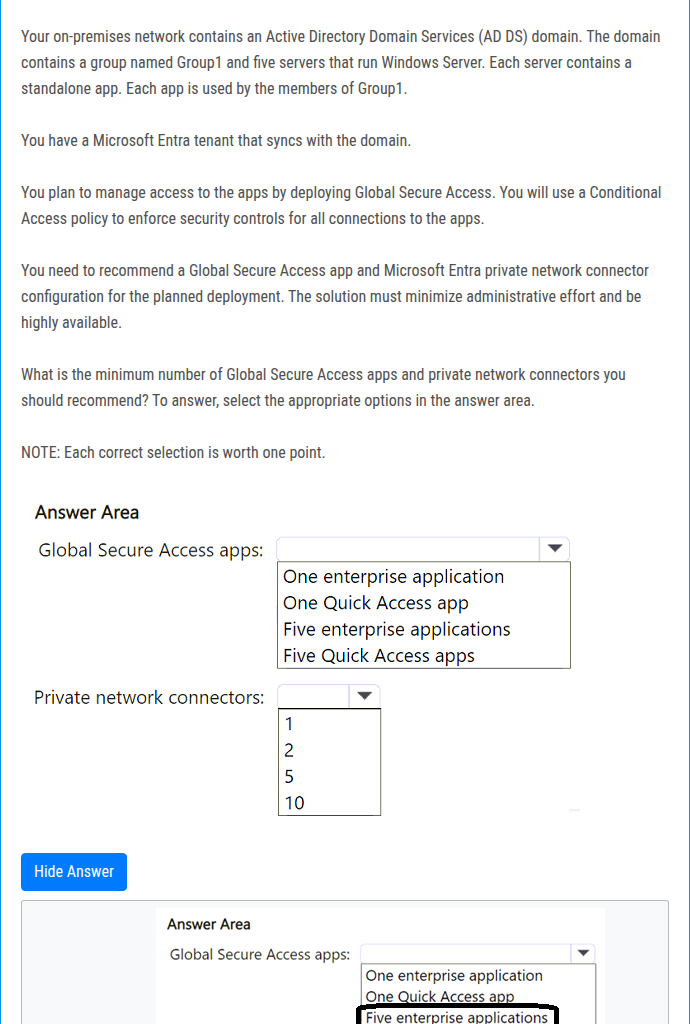 Your on-premises network contains an Active Directory Domain Services (AD DS) domain. The domain
contains a group named Group1 and five servers that run Windows Server. Each server contains a
standalone app. Each app is used by the members of Group1.
You have a Microsoft Entra tenant that syncs with the domain.
You plan to manage access to the apps by deploying Global Secure Access. You will use a Conditional
Access policy to enforce security controls for all connections to the apps.
You need to recommend a Global Secure Access app and Microsoft Entra private network connector
configuration for the planned deployment. The solution must minimize administrative effort and be
highly available.
What is the minimum number of Global Secure Access apps and private network connectors you
should recommend? To answer, select the appropriate options in the answer area.
NOTE: Each correct selection is worth one point.
Answer Area
Global Secure Access apps:
One enterprise application
One Quick Access app
Five enterprise applications
Five Quick Access apps
Private network connectors:
1
2
5
10
Hide Answer
Answer Area
Global Secure Access apps:
One enterprise application
One Quick Access app
Five enterprise applications